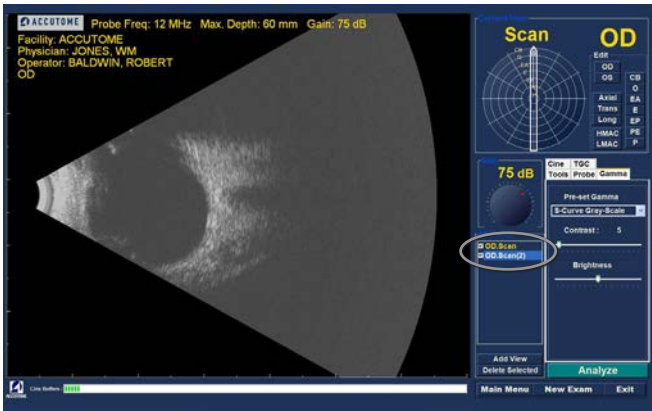 ACCUTOME Probe Freq: 12 MHz Max. Depth: 60 mm Gain: 75 dB
Facility: ACCUTOME
Physician: JONES, WM
Operator: BALDWIN, ROBERT
OD
Scan
OD
Edit
OD
OS
CB
O
Axial
EA
Trans
E
Long
EP
HMAC
PE
LMAC
P
75 dB
Cine TGC
Tools Probe Gamma
Pre-set Gamma
S-Curve Gray-Scale
Contrast: 5
Brightness
OD.Scan
OD.Scan(2)
Add View
Delete Selected
Analyze
ACCUTOME
Cine Buffers:
Main Menu New Exam Exit